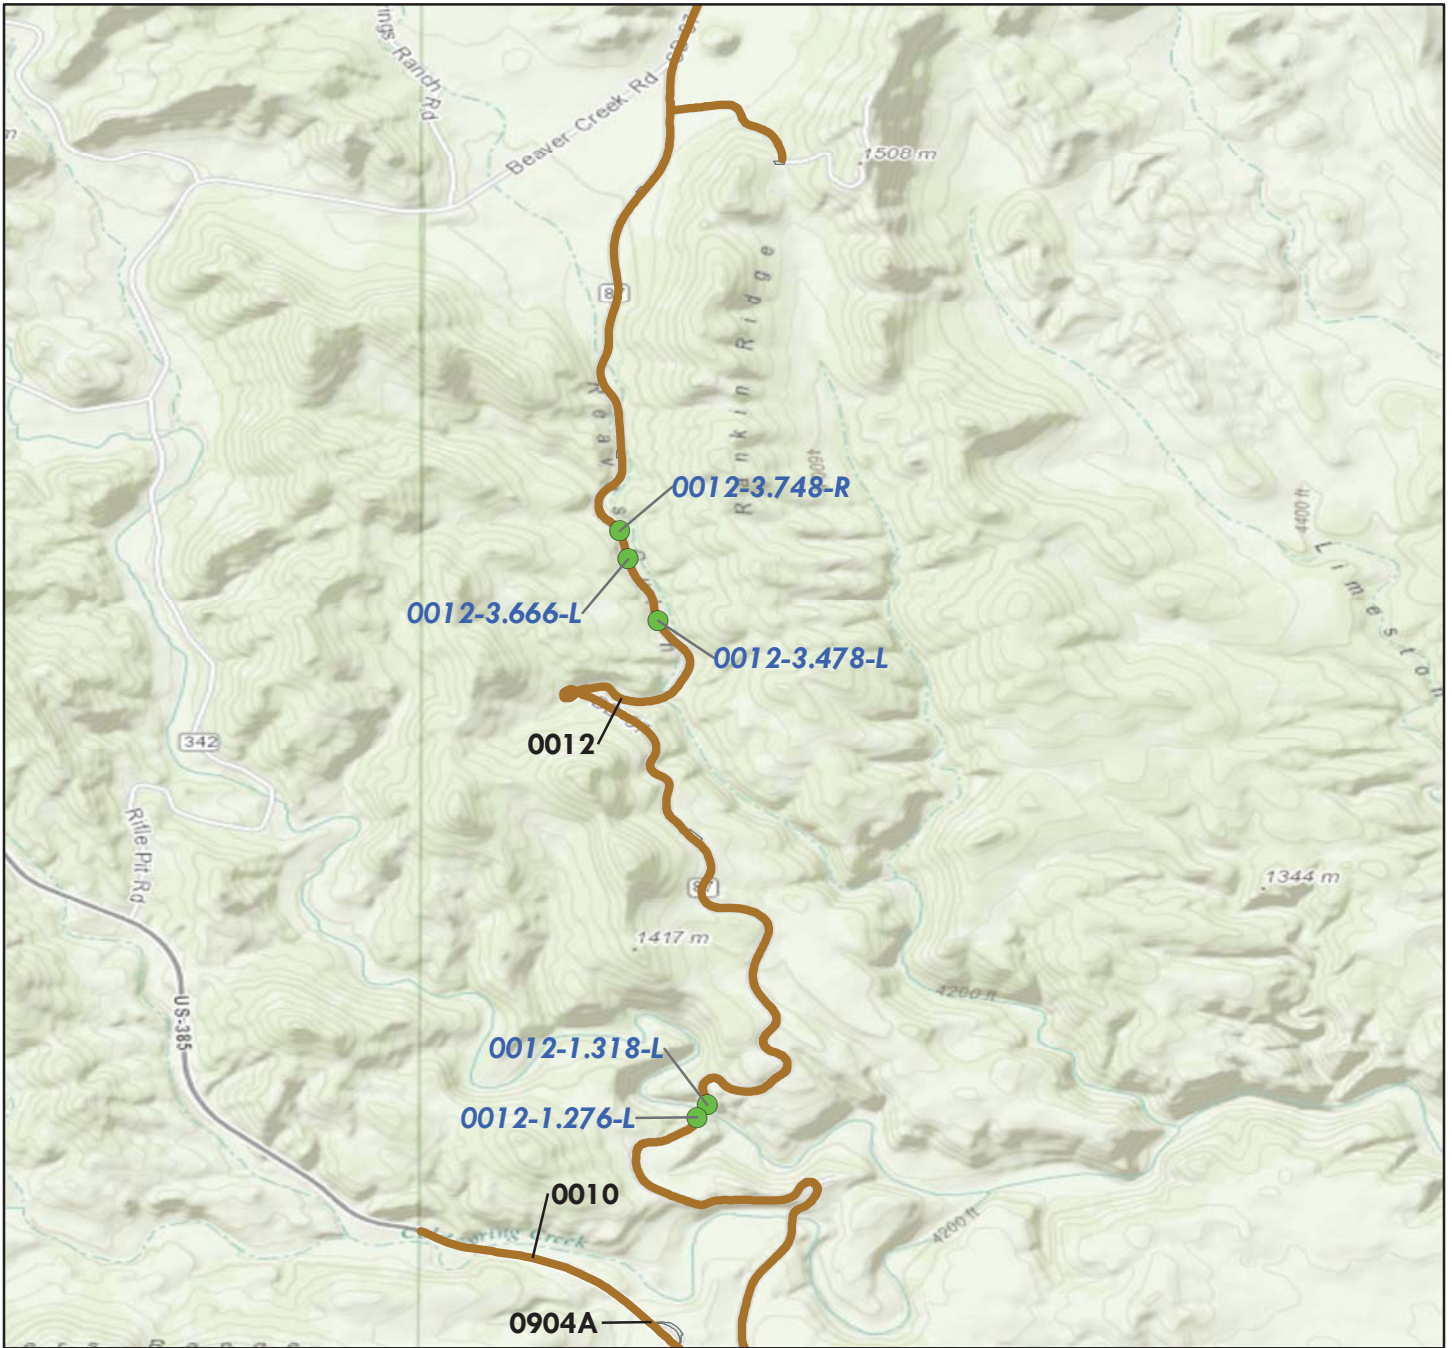 ings Ranch Rd
Beaver Creek Rd
1508 m
87
Rankin Ridge
4600
0012-3.748-R
4400 ft
0012-3.666-L
0012-3.478-L
342
0012
Rifle Pit Rd
87
1344 m
1417 m
4200 ft
US-385
0012-1.318-L
0012-1.276-L
0010
4200 ft
0904A